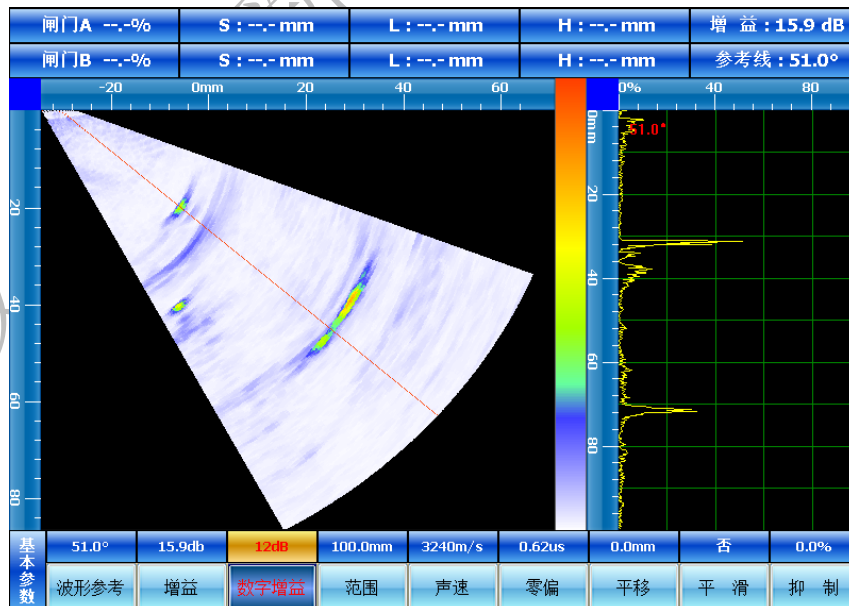 闸门A --.-% S : --.- mm L : --.- mm H : --.- mm 增 益 : 15.9 dB
闸门B --.-% S : --.- mm L : --.- mm H : --.- mm 参考线 : 51.0°
-20 0mm 20 40 60 0% 40 80
0mm 51.0°
20 20
40 40
60 60
80 80
基本参数
51.0° 15.9db 12dB 100.0mm 3240m/s 0.62us 0.0mm 否 0.0%
波形参考 增益 数字增益 范围 声速 零偏 平移 平 滑 抑 制